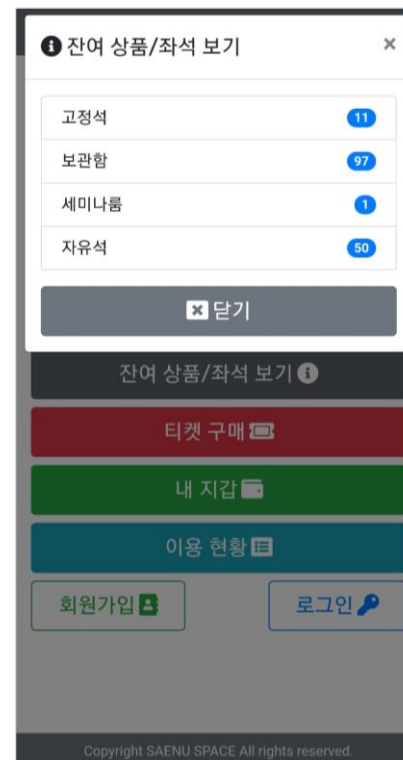 잔여 상품/좌석 보기 ×
고정석 11
보관함 97
세미나룸 1
자유석 50
닫기
잔여 상품/좌석 보기
티켓 구매
내 지갑
이용 현황
회원가입 로그인
Copyright SAENU SPACE All rights reserved.